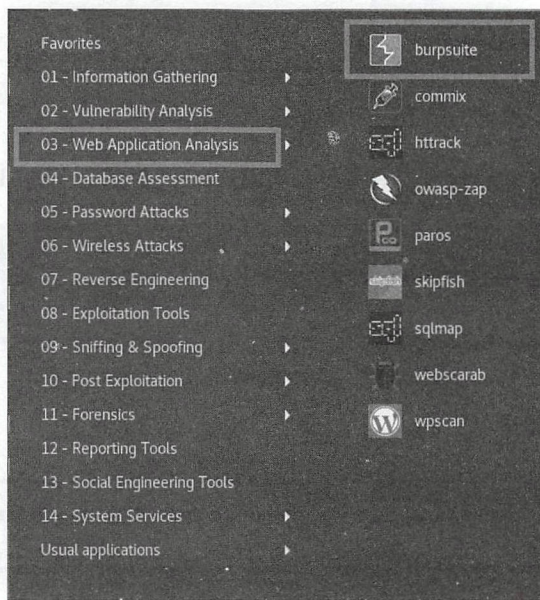 Favorites
01 - Information Gathering
02 - Vulnerability Analysis
03 - Web Application Analysis
04 - Database Assessment
05 - Password Attacks
06 - Wireless Attacks
07 - Reverse Engineering
08 - Exploitation Tools
09 - Sniffing & Spoofing
10 - Post Exploitation
11 - Forensics
12 - Reporting Tools
13 - Social Engineering Tools
14 - System Services
Usual applications
burpsuite
commix
httrack
owasp-zap
paros
skipfish
sqlmap
webscarab
wpscan